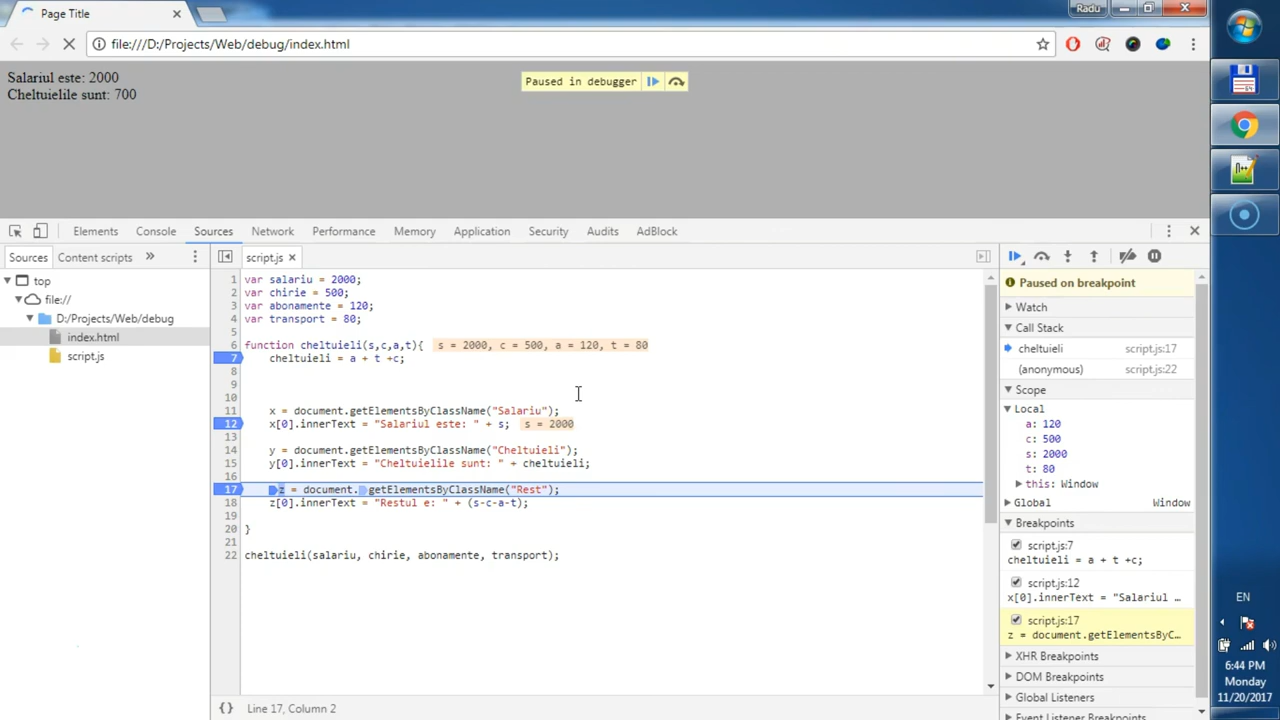 Page Title
Radu
file:///D:/Projects/Web/debug/index.html
Salariul este: 2000
Cheltuielile sunt: 700
Paused in debugger
Elements Console Sources Network Performance Memory Application Security Audits AdBlock
Sources Content scripts »
script.js
top
file://
D:/Projects/Web/debug
index.html
script.js
1 var salariu = 2000;
2 var chirie = 500;
3 var abonamente = 120;
4 var transport = 80;
5
6 function cheltuieli(s,c,a,t){ s = 2000, c = 500, a = 120, t = 80
7 cheltuieli = a + t +c;
8
9
10
11 x = document.getElementsByClassName("Salariu");
12 x[0].innerText = "Salariul este: " + s; s = 2000
13
14 y = document.getElementsByClassName("Cheltuieli");
15 y[0].innerText = "Cheltuielile sunt: " + cheltuieli;
16
17 z = document.getElementsByClassName("Rest");
18 z[0].innerText = "Restul e: " + (s-c-a-t);
19
20 }
21
22 cheltuieli(salariu, chirie, abonamente, transport);
{} Line 17, Column 2
Paused on breakpoint
Watch
Call Stack
cheltuieli script.js:17
(anonymous) script.js:22
Scope
Local
a: 120
c: 500
s: 2000
t: 80
this: Window
Global Window
Breakpoints
script.js:7
cheltuieli = a + t +c;
script.js:12
x[0].innerText = "Salariul …
script.js:17
z = document.getElementsByC…
XHR Breakpoints
DOM Breakpoints
Global Listeners
Event Listener Breakpoints
EN
6:44 PM
Monday
11/20/2017